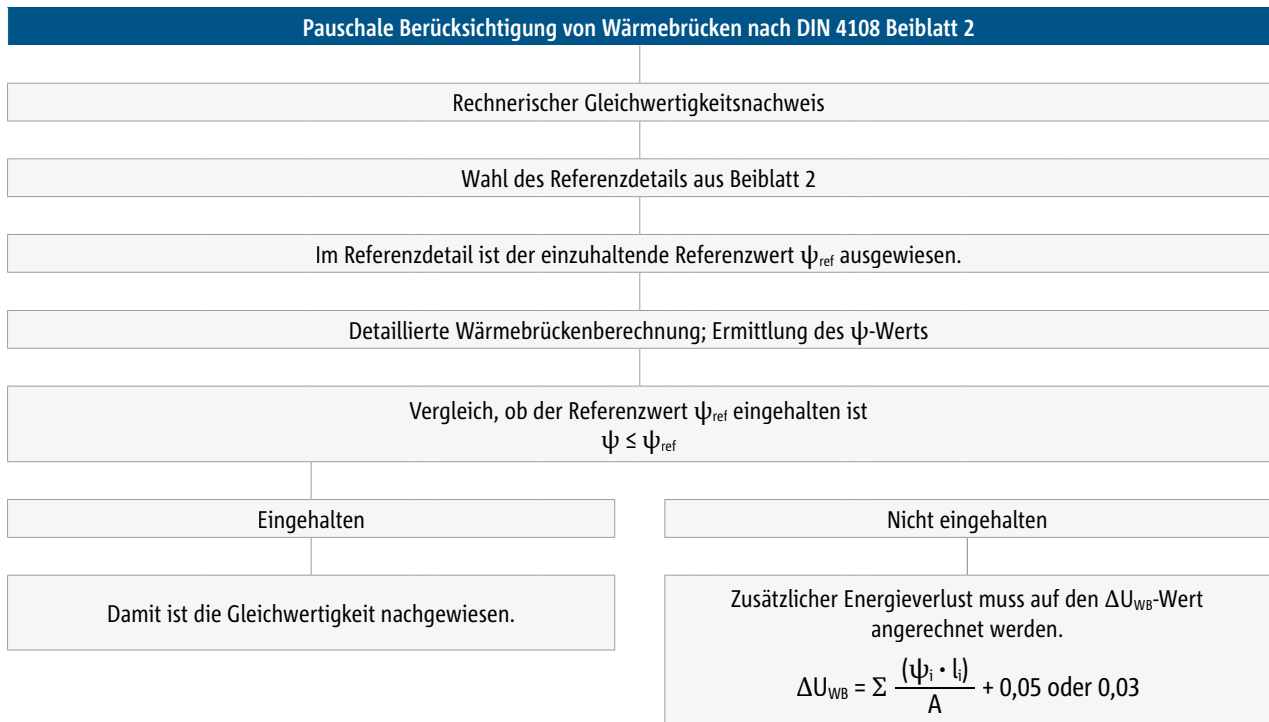 Pauschale Berücksichtigung von Wärmebrücken nach DIN 4108 Beiblatt 2
Rechnerischer Gleichwertigkeitsnachweis
Wahl des Referenzdetails aus Beiblatt 2
Im Referenzdetail ist der einzuhaltende Referenzwert ψref ausgewiesen.
Detaillierte Wärmebrückenberechnung; Ermittlung des ψ-Werts
Vergleich, ob der Referenzwert ψref eingehalten ist
ψ ≤ ψref
Eingehalten
Damit ist die Gleichwertigkeit nachgewiesen.
Nicht eingehalten
Zusätzlicher Energieverlust muss auf den ΔUWB-Wert
angerechnet werden.
ΔUWB = Σ (ψi · li) / A + 0,05 oder 0,03